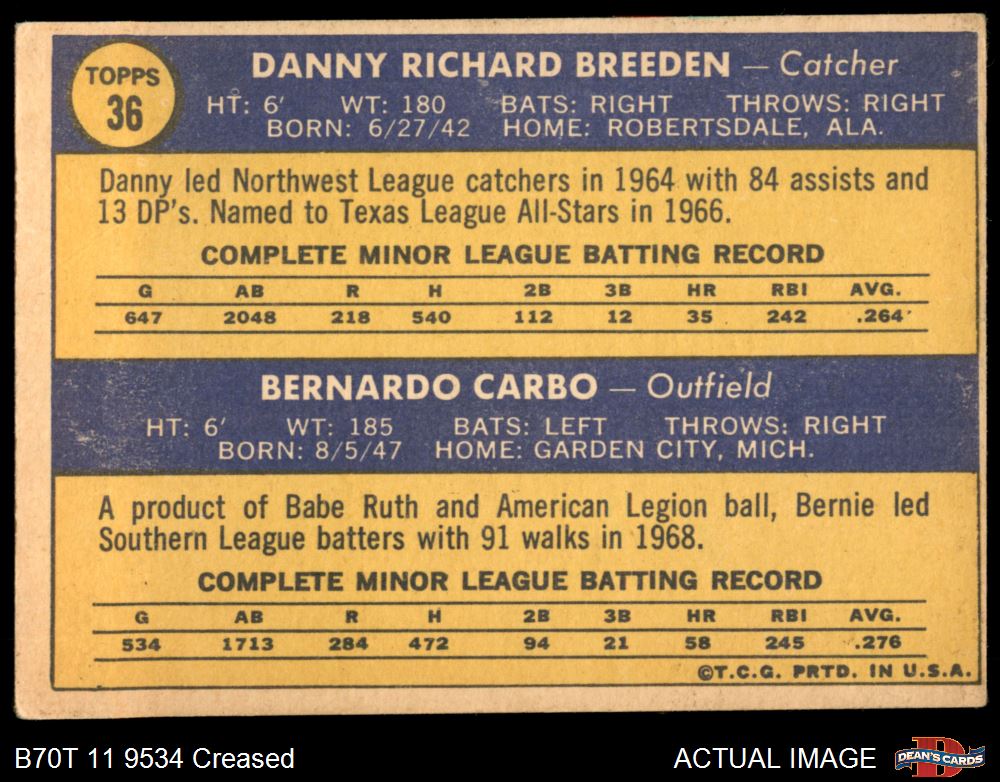 TOPPS
36
DANNY RICHARD BREEDEN — Catcher
HT: 6' WT: 180 BATS: RIGHT THROWS: RIGHT
BORN: 6/27/42 HOME: ROBERTSDALE, ALA.
Danny led Northwest League catchers in 1964 with 84 assists and
13 DP's. Named to Texas League All-Stars in 1966.
COMPLETE MINOR LEAGUE BATTING RECORD
G AB R H 2B 3B HR RBI AVG.
647 2048 218 540 112 12 35 242 .264
BERNARDO CARBO — Outfield
HT: 6' WT: 185 BATS: LEFT THROWS: RIGHT
BORN: 8/5/47 HOME: GARDEN CITY, MICH.
A product of Babe Ruth and American Legion ball, Bernie led
Southern League batters with 91 walks in 1968.
COMPLETE MINOR LEAGUE BATTING RECORD
G AB R H 2B 3B HR RBI AVG.
534 1713 284 472 94 21 58 245 .276
©T.C.G. PRTD. IN U.S.A.
B70T 11 9534 Creased
ACTUAL IMAGE
D
DEAN'S CARDS